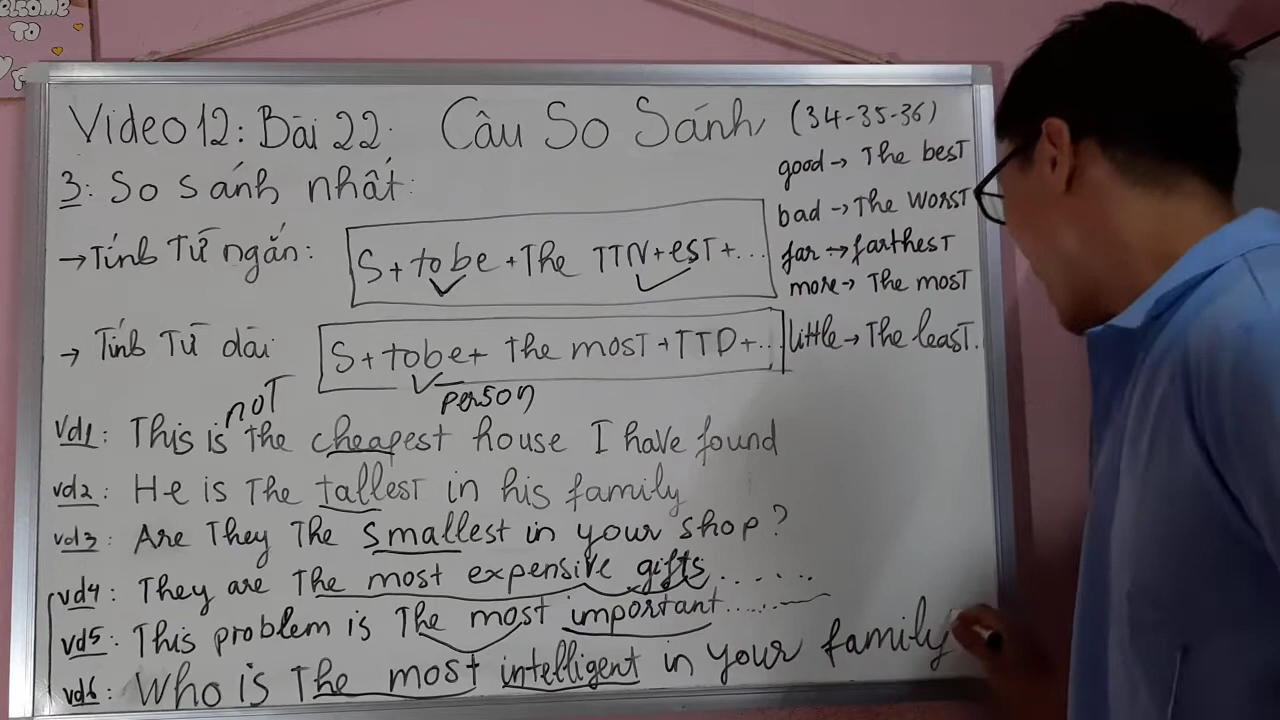 WELCOME
TO
Video 12: Bài 22: Câu So Sánh (34-35-36)
3: So sánh nhất:
→ Tính Từ ngắn: S + to be + The TTN + est + ...
→ Tính Từ dài S + to be + The most + TTD + ...
good → The best
bad → The worst
far → farthest
more → The most
little → The least.
not person
vd1: This is the cheapest house I have found
vd2: He is The tallest in his family
vd3: Are They The smallest in your shop?
vd4: They are The most expensive gifts......
vd5: This problem is The most important......
vd6: Who is The most intelligent in your family